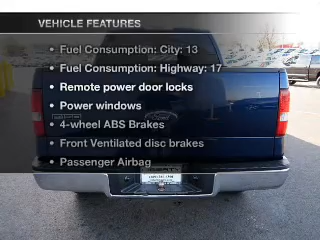 VEHICLE FEATURES
• Fuel Consumption: City: 13
• Fuel Consumption: Highway: 17
• Remote power door locks
• Power windows
• 4-wheel ABS Brakes
• Front Ventilated disc brakes
• Passenger Airbag
Ford